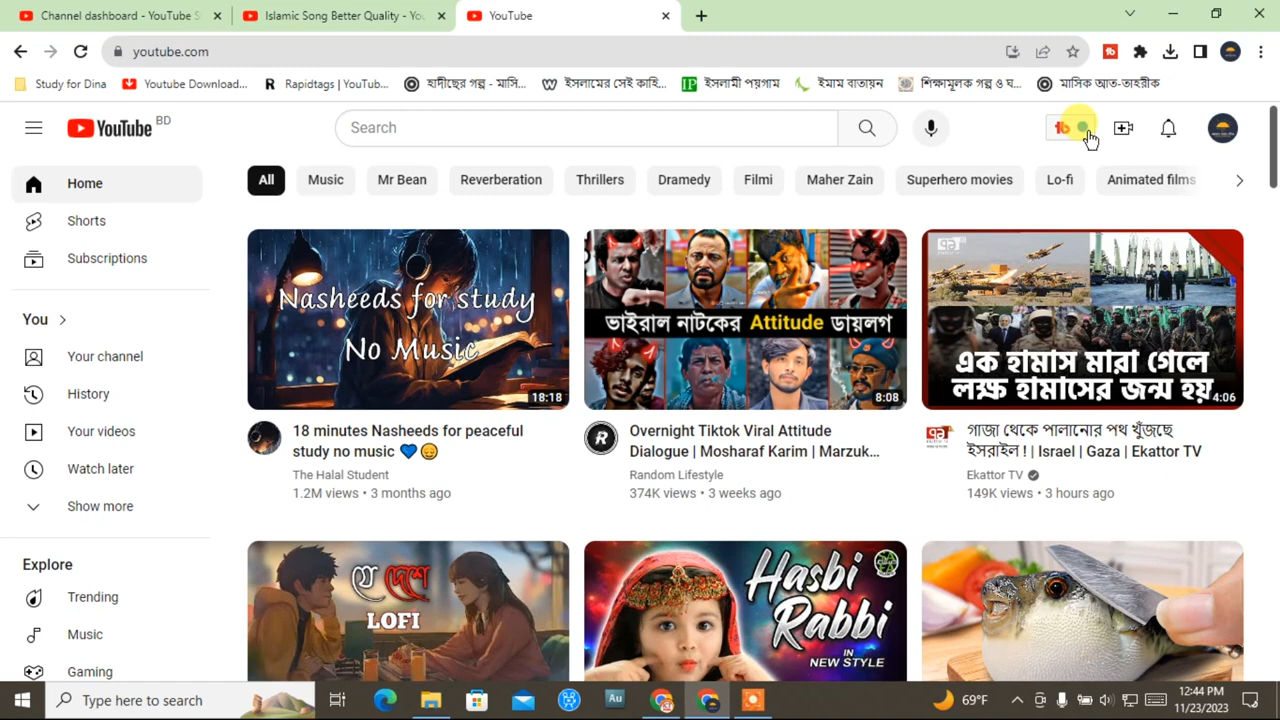 Channel dashboard - YouTube S
Islamic Song Better Quality - You
YouTube
youtube.com
Study for Dina
Youtube Download...
Rapidtags | YouTub...
হাদীছের গল্প - মাসি...
ইসলামের সেই কাহি...
ইসলামী পয়গাম
ইমাম বাতায়ন
শিক্ষামূলক গল্প ও ঘ...
মাসিক আত-তাহরীক
YouTube BD
Search
Home
Shorts
Subscriptions
You
Your channel
History
Your videos
Watch later
Show more
Explore
Trending
Music
Gaming
All
Music
Mr Bean
Reverberation
Thrillers
Dramedy
Filmi
Maher Zain
Superhero movies
Lo-fi
Animated films
Nasheeds for study
No Music
18:18
18 minutes Nasheeds for peaceful
study no music
The Halal Student
1.2M views • 3 months ago
ভাইরাল নাটকের Attitude ডায়লগ
8:08
Overnight Tiktok Viral Attitude
Dialogue | Mosharaf Karim | Marzuk...
Random Lifestyle
374K views • 3 weeks ago
এক হামাস মারা গেলে
লক্ষ হামাসের জন্ম হয়
4:06
গাজা থেকে পালানোর পথ খুঁজছে
ইসরাইল ! | Israel | Gaza | Ekattor TV
Ekattor TV
149K views • 3 hours ago
যে দেশে
LOFI
Hasbi
Rabbi
IN
NEW STYLE
Type here to search
Au
69°F
12:44 PM
11/23/2023